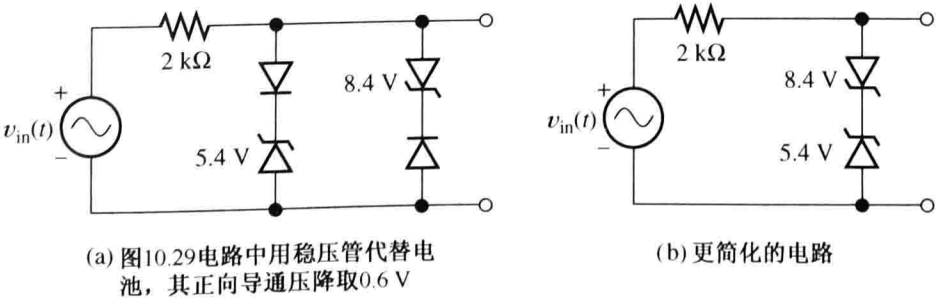 2 kΩ
8.4 V
+
v_in(t)
−
5.4 V
(a) 图10.29电路中用稳压管代替电
池，其正向导通压降取0.6 V
2 kΩ
8.4 V
+
v_in(t)
−
5.4 V
(b) 更简化的电路